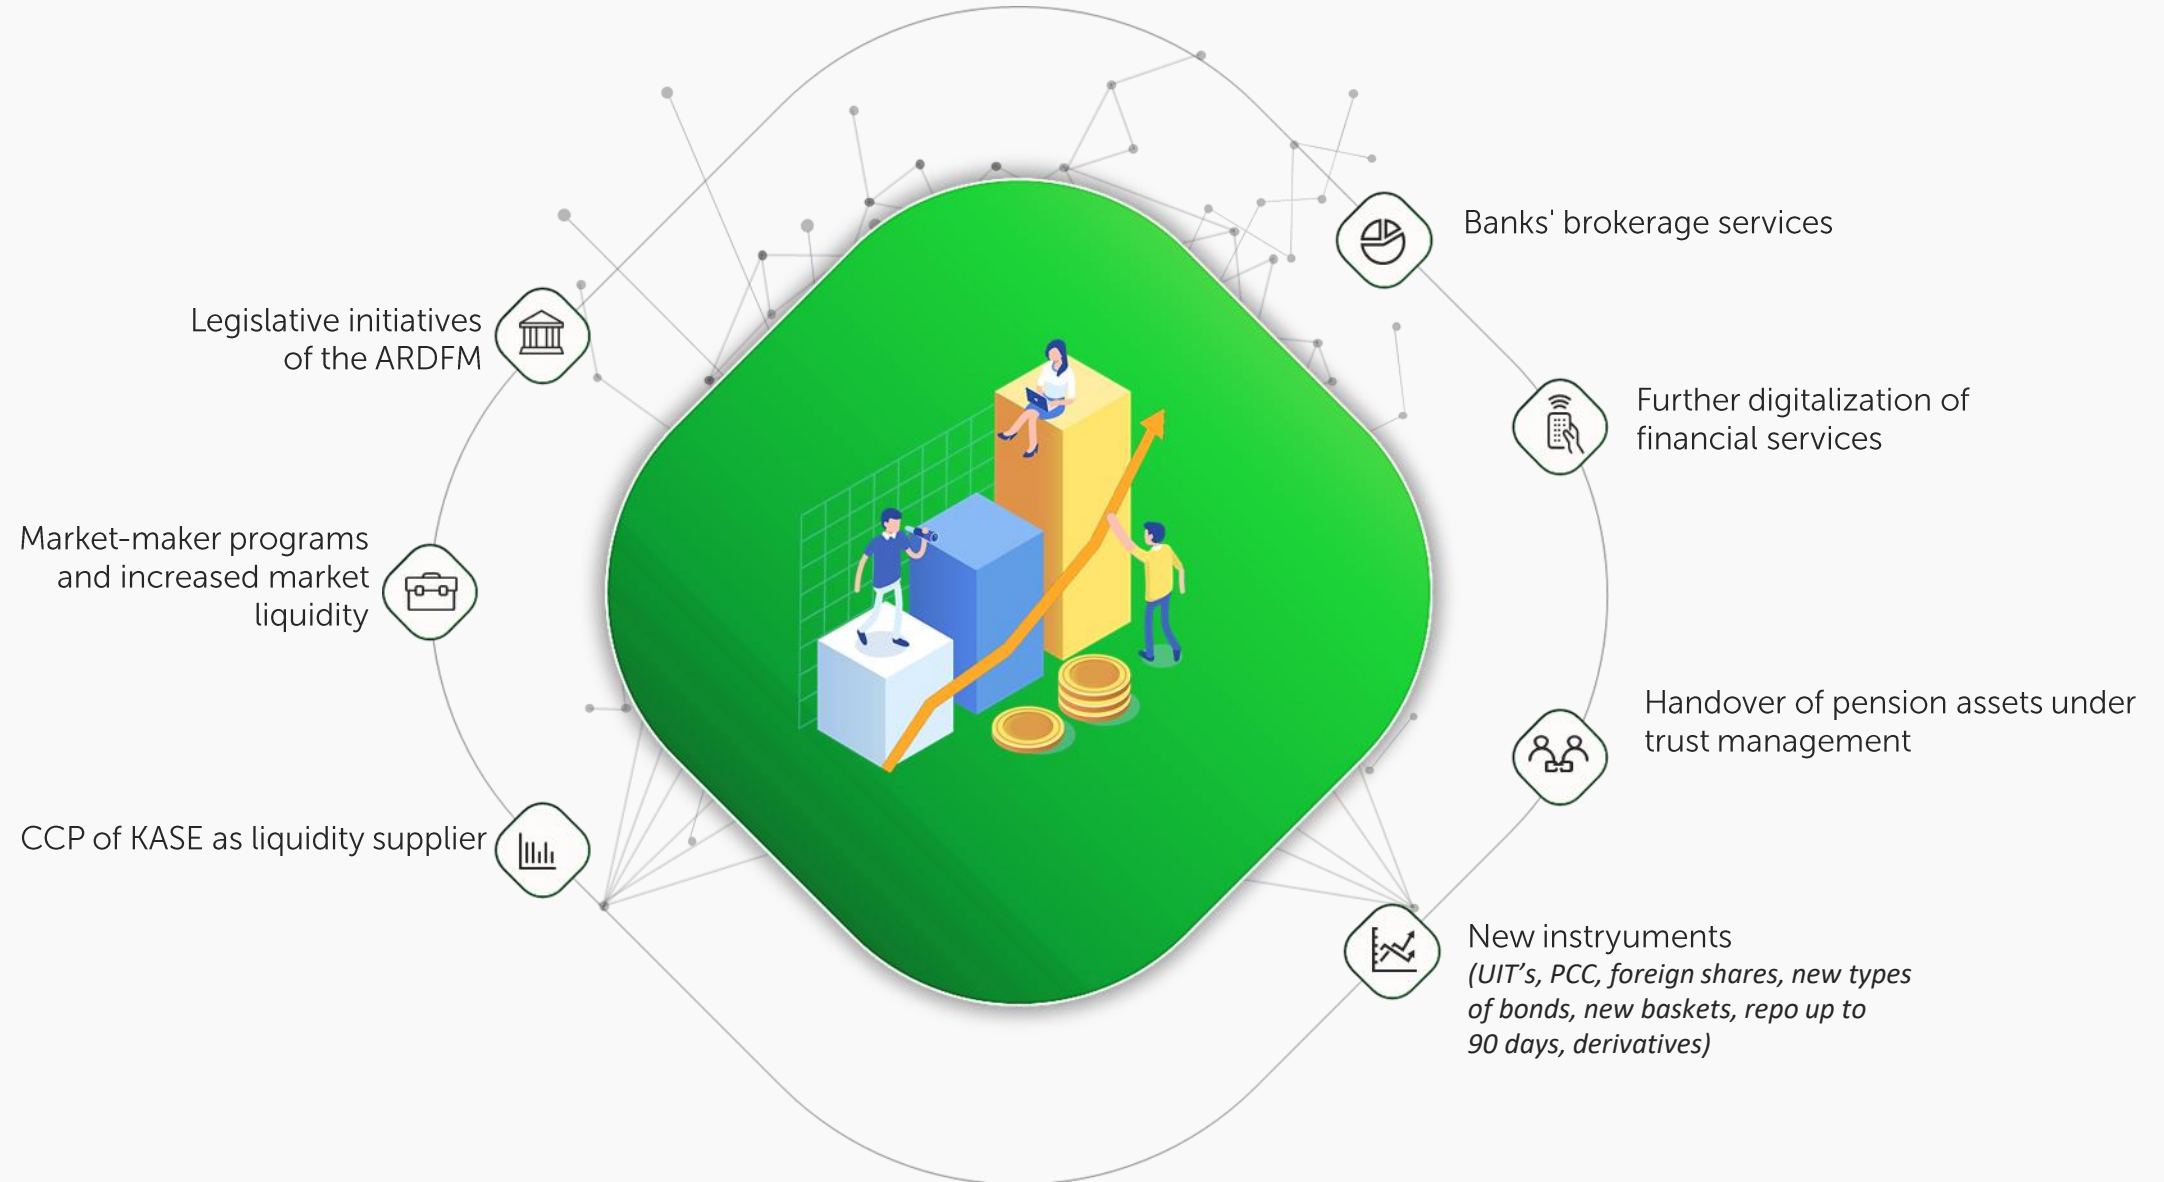 Legislative initiatives
of the ARDFM
Market-maker programs
and increased market
liquidity
CCP of KASE as liquidity supplier
Banks' brokerage services
Further digitalization of
financial services
Handover of pension assets under
trust management
New instryuments
(UIT’s, PCC, foreign shares, new types
of bonds, new baskets, repo up to
90 days, derivatives)